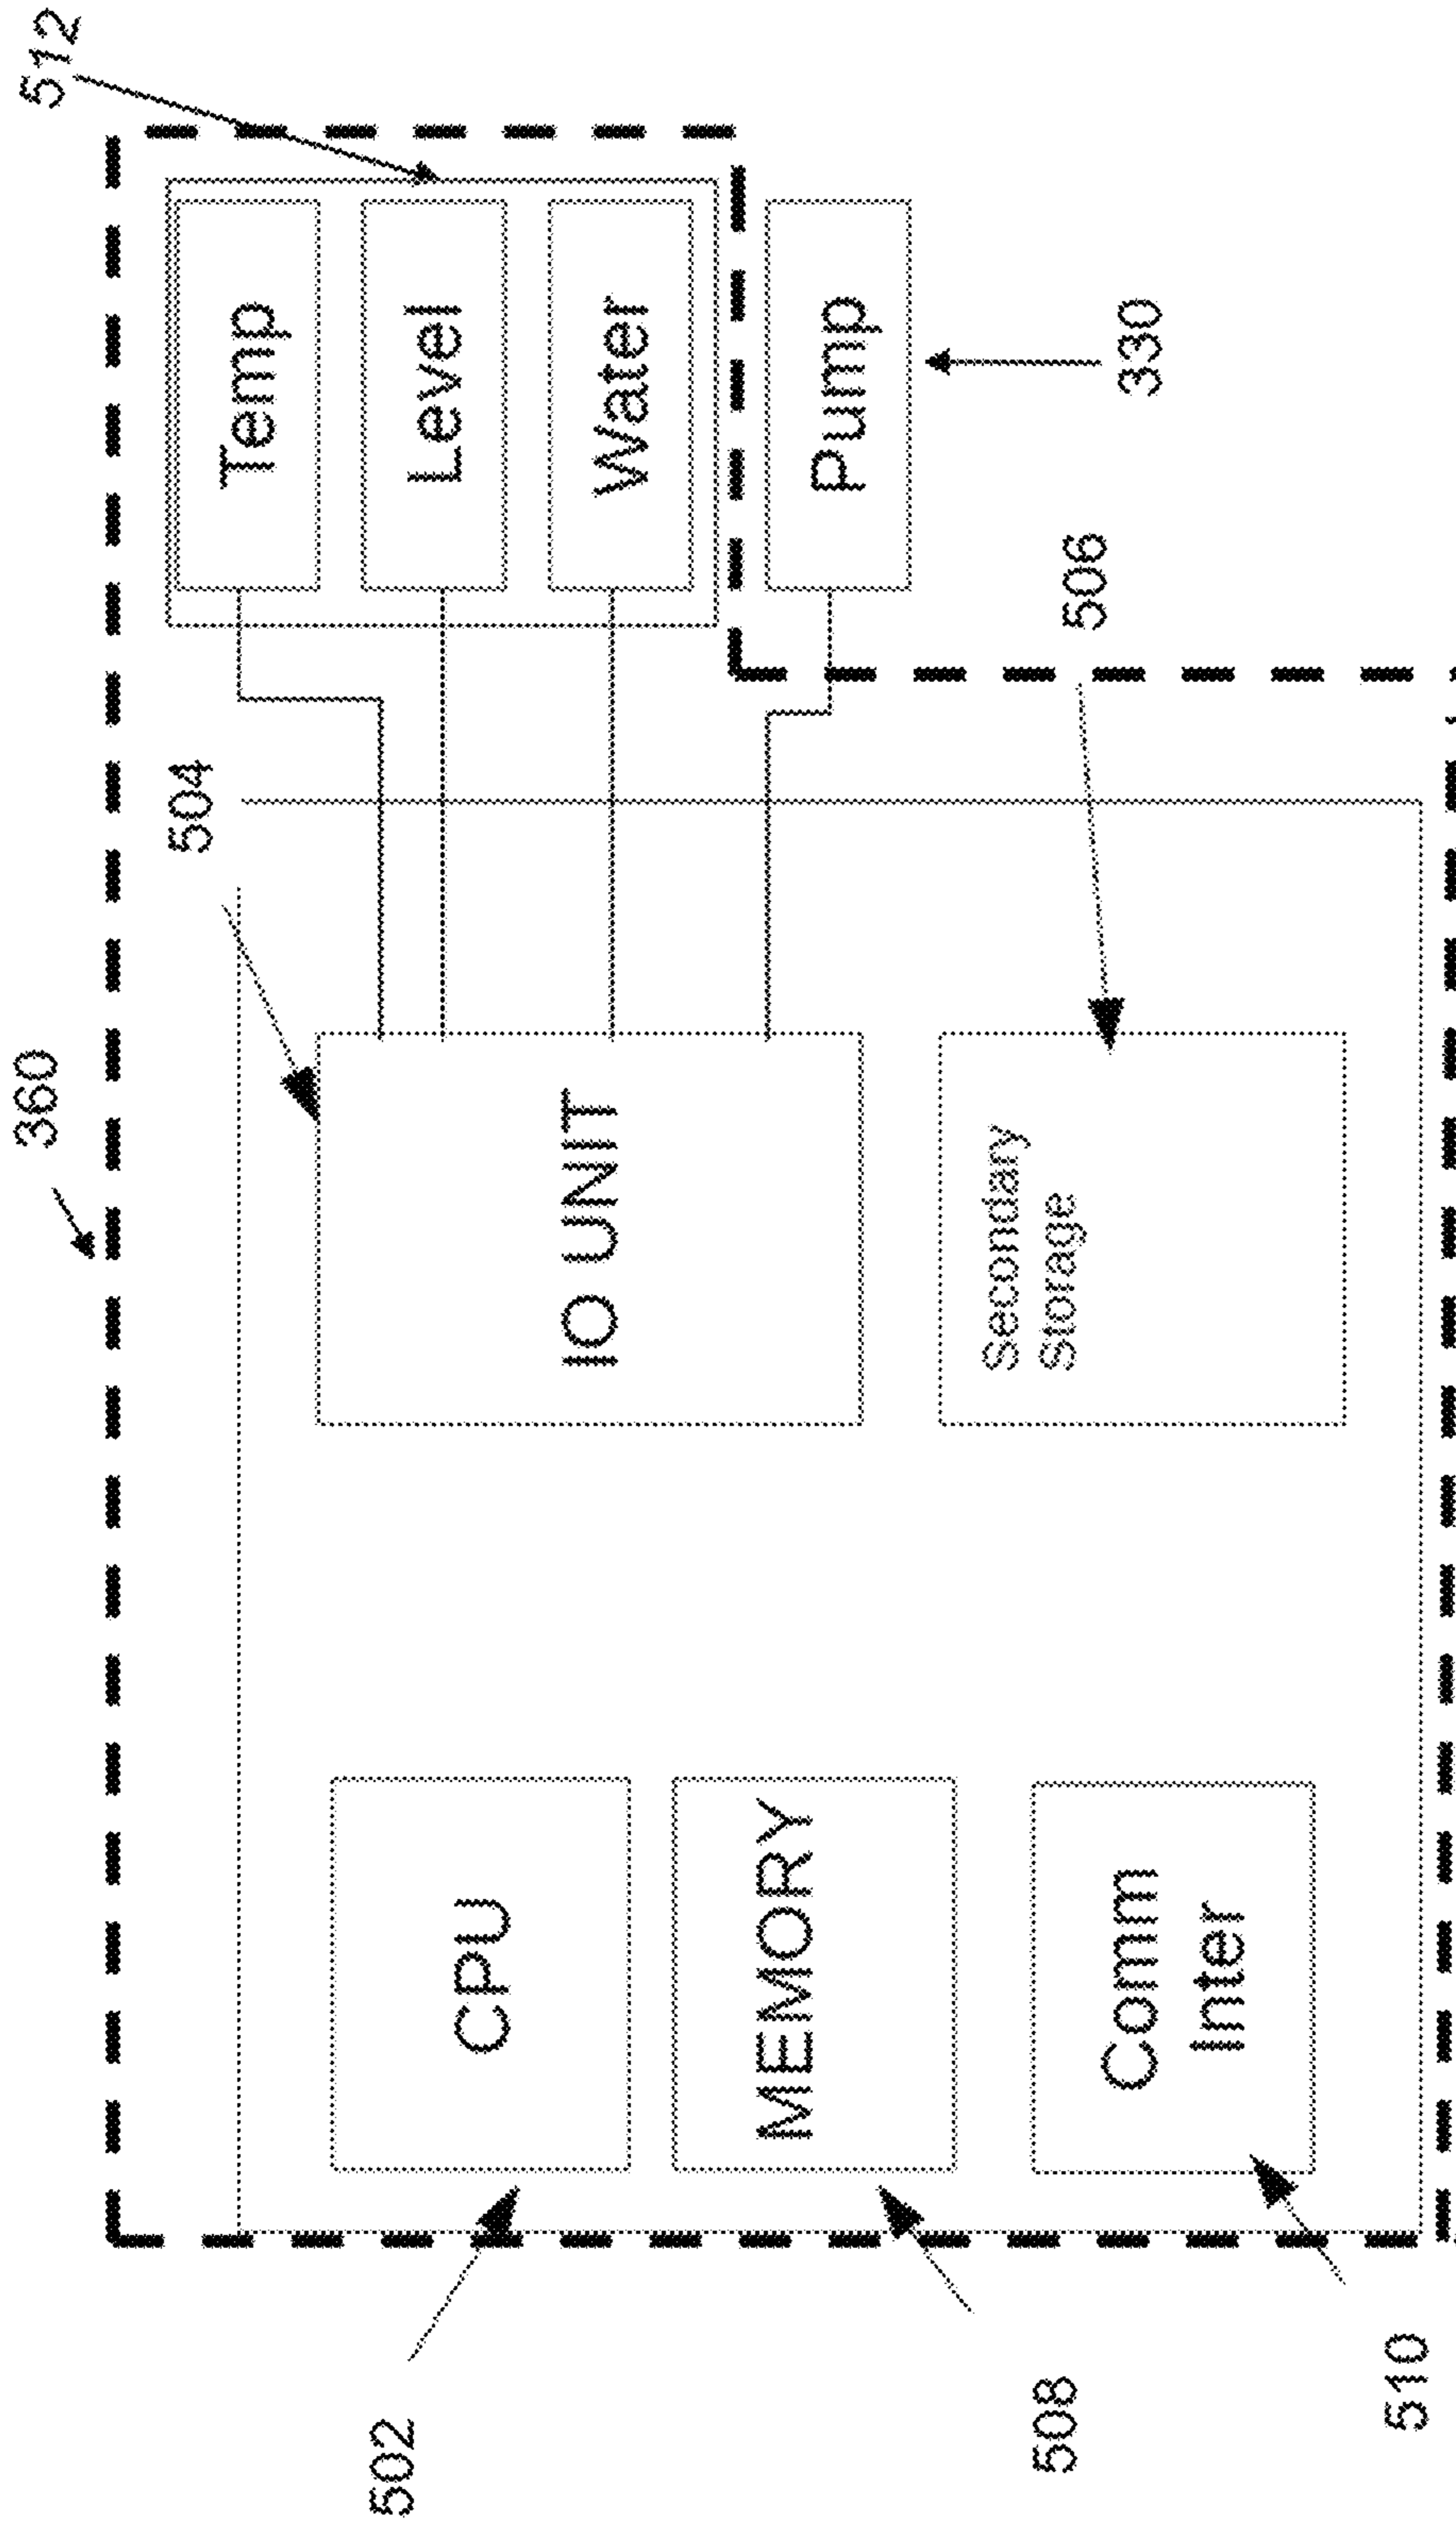 360
512
504
Temp
Level
Water
Pump
330
506
IO UNIT
Secondary
Storage
CPU
MEMORY
Comm
Inter
502
508
510